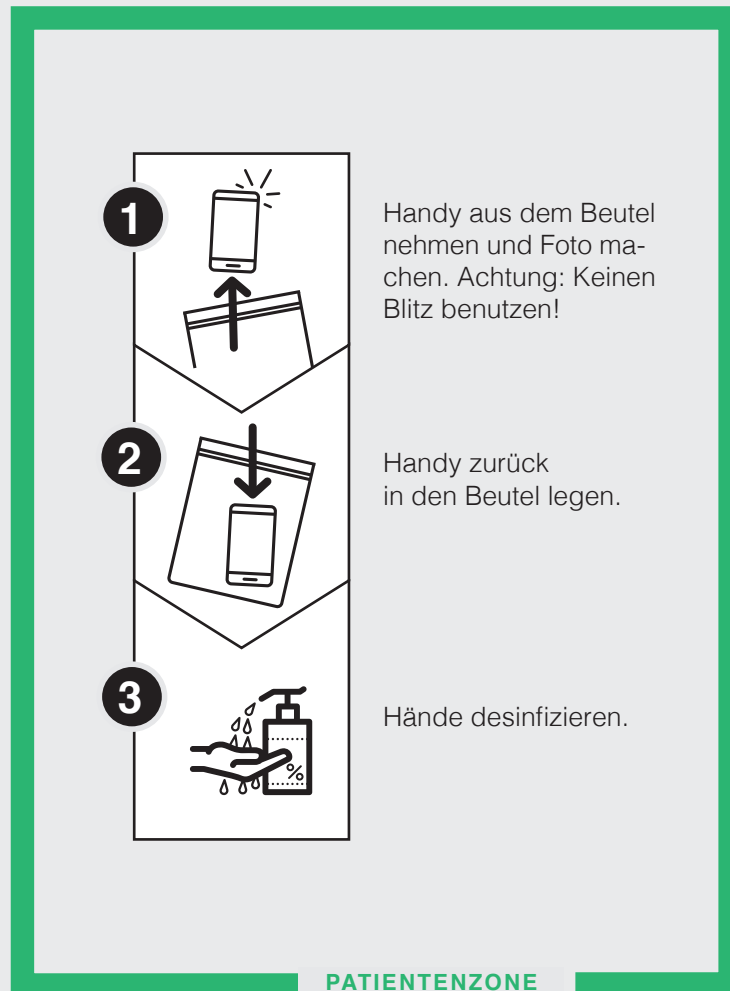 1
Handy aus dem Beutel
nehmen und Foto ma-
chen. Achtung: Keinen
Blitz benutzen!
2
Handy zurück
in den Beutel legen.
3
Hände desinfizieren.
%
PATIENTENZONE